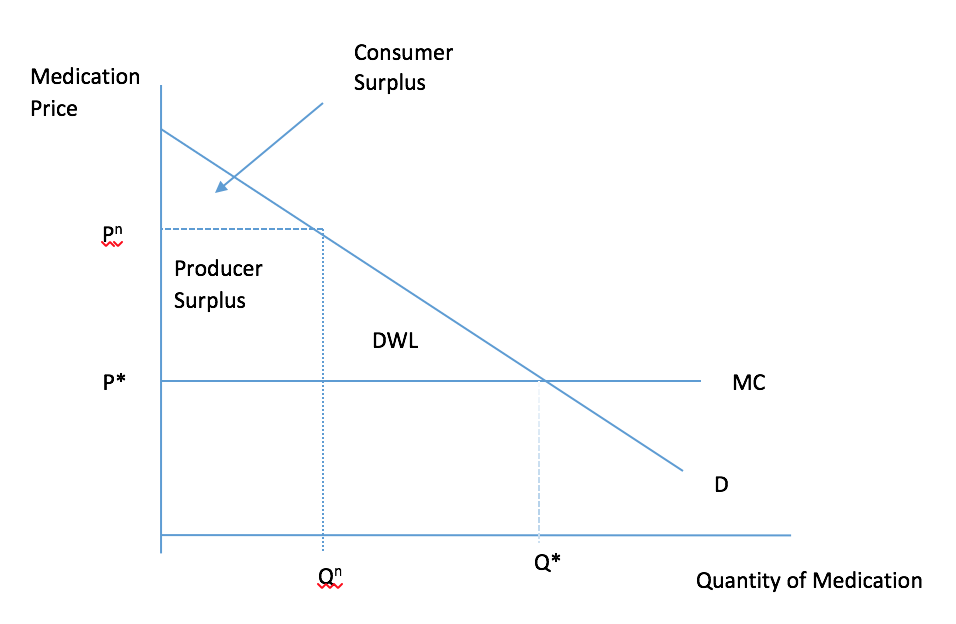 Consumer
Surplus
Medication
Price
Pⁿ
Producer
Surplus
DWL
P*
MC
D
Qⁿ
Q*
Quantity of Medication